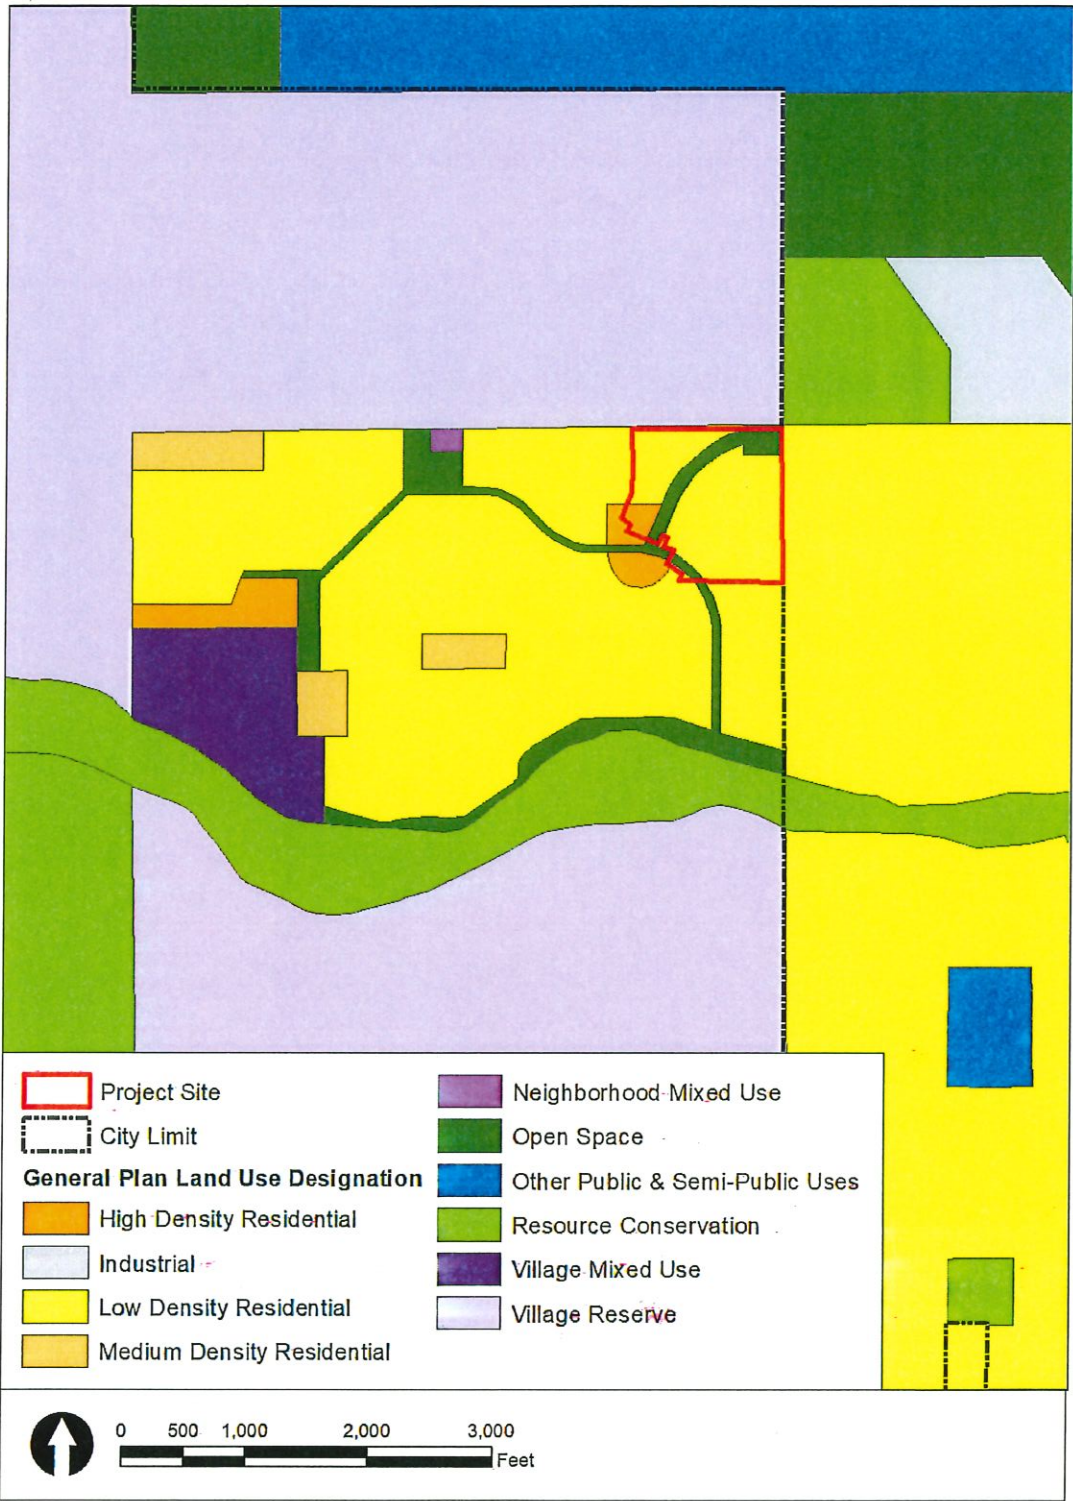 Project Site
City Limit
General Plan Land Use Designation
High Density Residential
Industrial
Low Density Residential
Medium Density Residential
Neighborhood Mixed Use
Open Space
Other Public & Semi-Public Uses
Resource Conservation
Village Mixed Use
Village Reserve
0 500 1,000 2,000 3,000
Feet